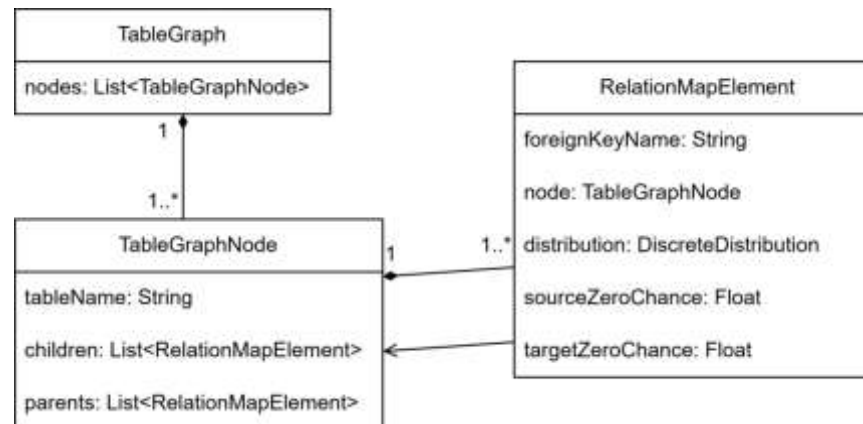 TableGraph
nodes: List<TableGraphNode>
1
1..*
TableGraphNode
tableName: String
children: List<RelationMapElement>
parents: List<RelationMapElement>
1
1..*
RelationMapElement
foreignKeyName: String
node: TableGraphNode
distribution: DiscreteDistribution
sourceZeroChance: Float
targetZeroChance: Float